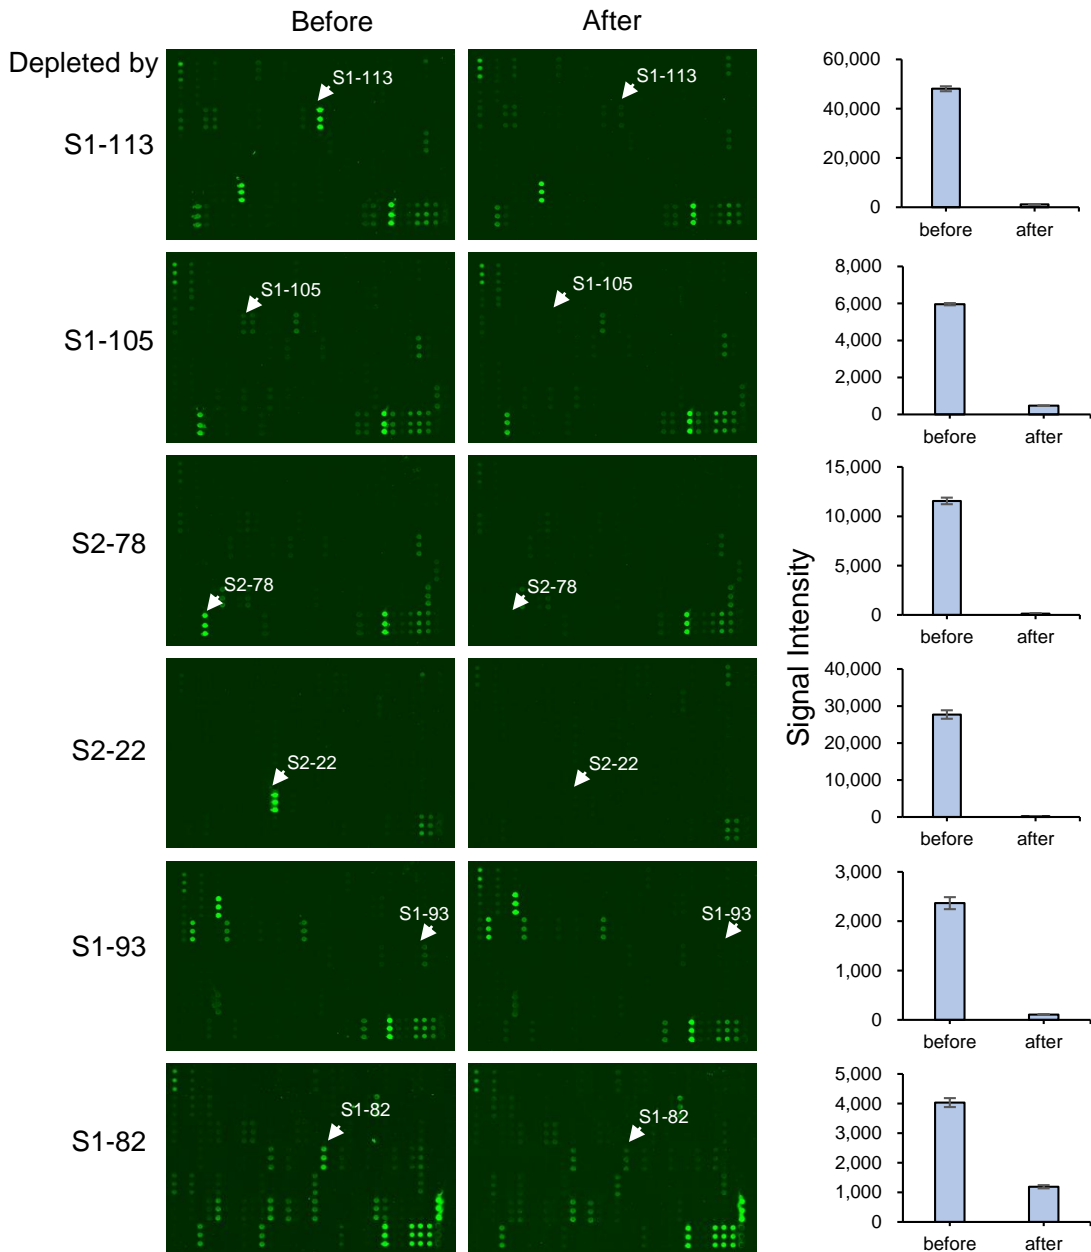 Before
After
Depleted by
S1-113
S1-113
S1-113
60,000
40,000
20,000
0
before
after
S1-105
S1-105
S1-105
8,000
6,000
4,000
2,000
0
before
after
S2-78
S2-78
S2-78
15,000
10,000
5,000
0
before
after
Signal Intensity
S2-22
S2-22
S2-22
40,000
30,000
20,000
10,000
0
before
after
S1-93
S1-93
S1-93
3,000
2,000
1,000
0
before
after
S1-82
S1-82
S1-82
5,000
4,000
3,000
2,000
1,000
0
before
after